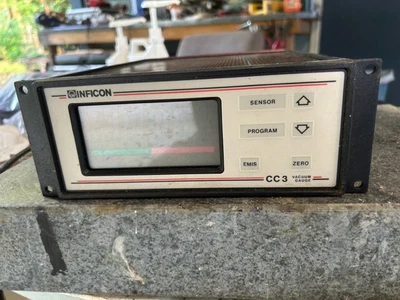 INFICON
SENSOR
PROGRAM
EMIS
ZERO
CC3 VACUUM
GAUGE